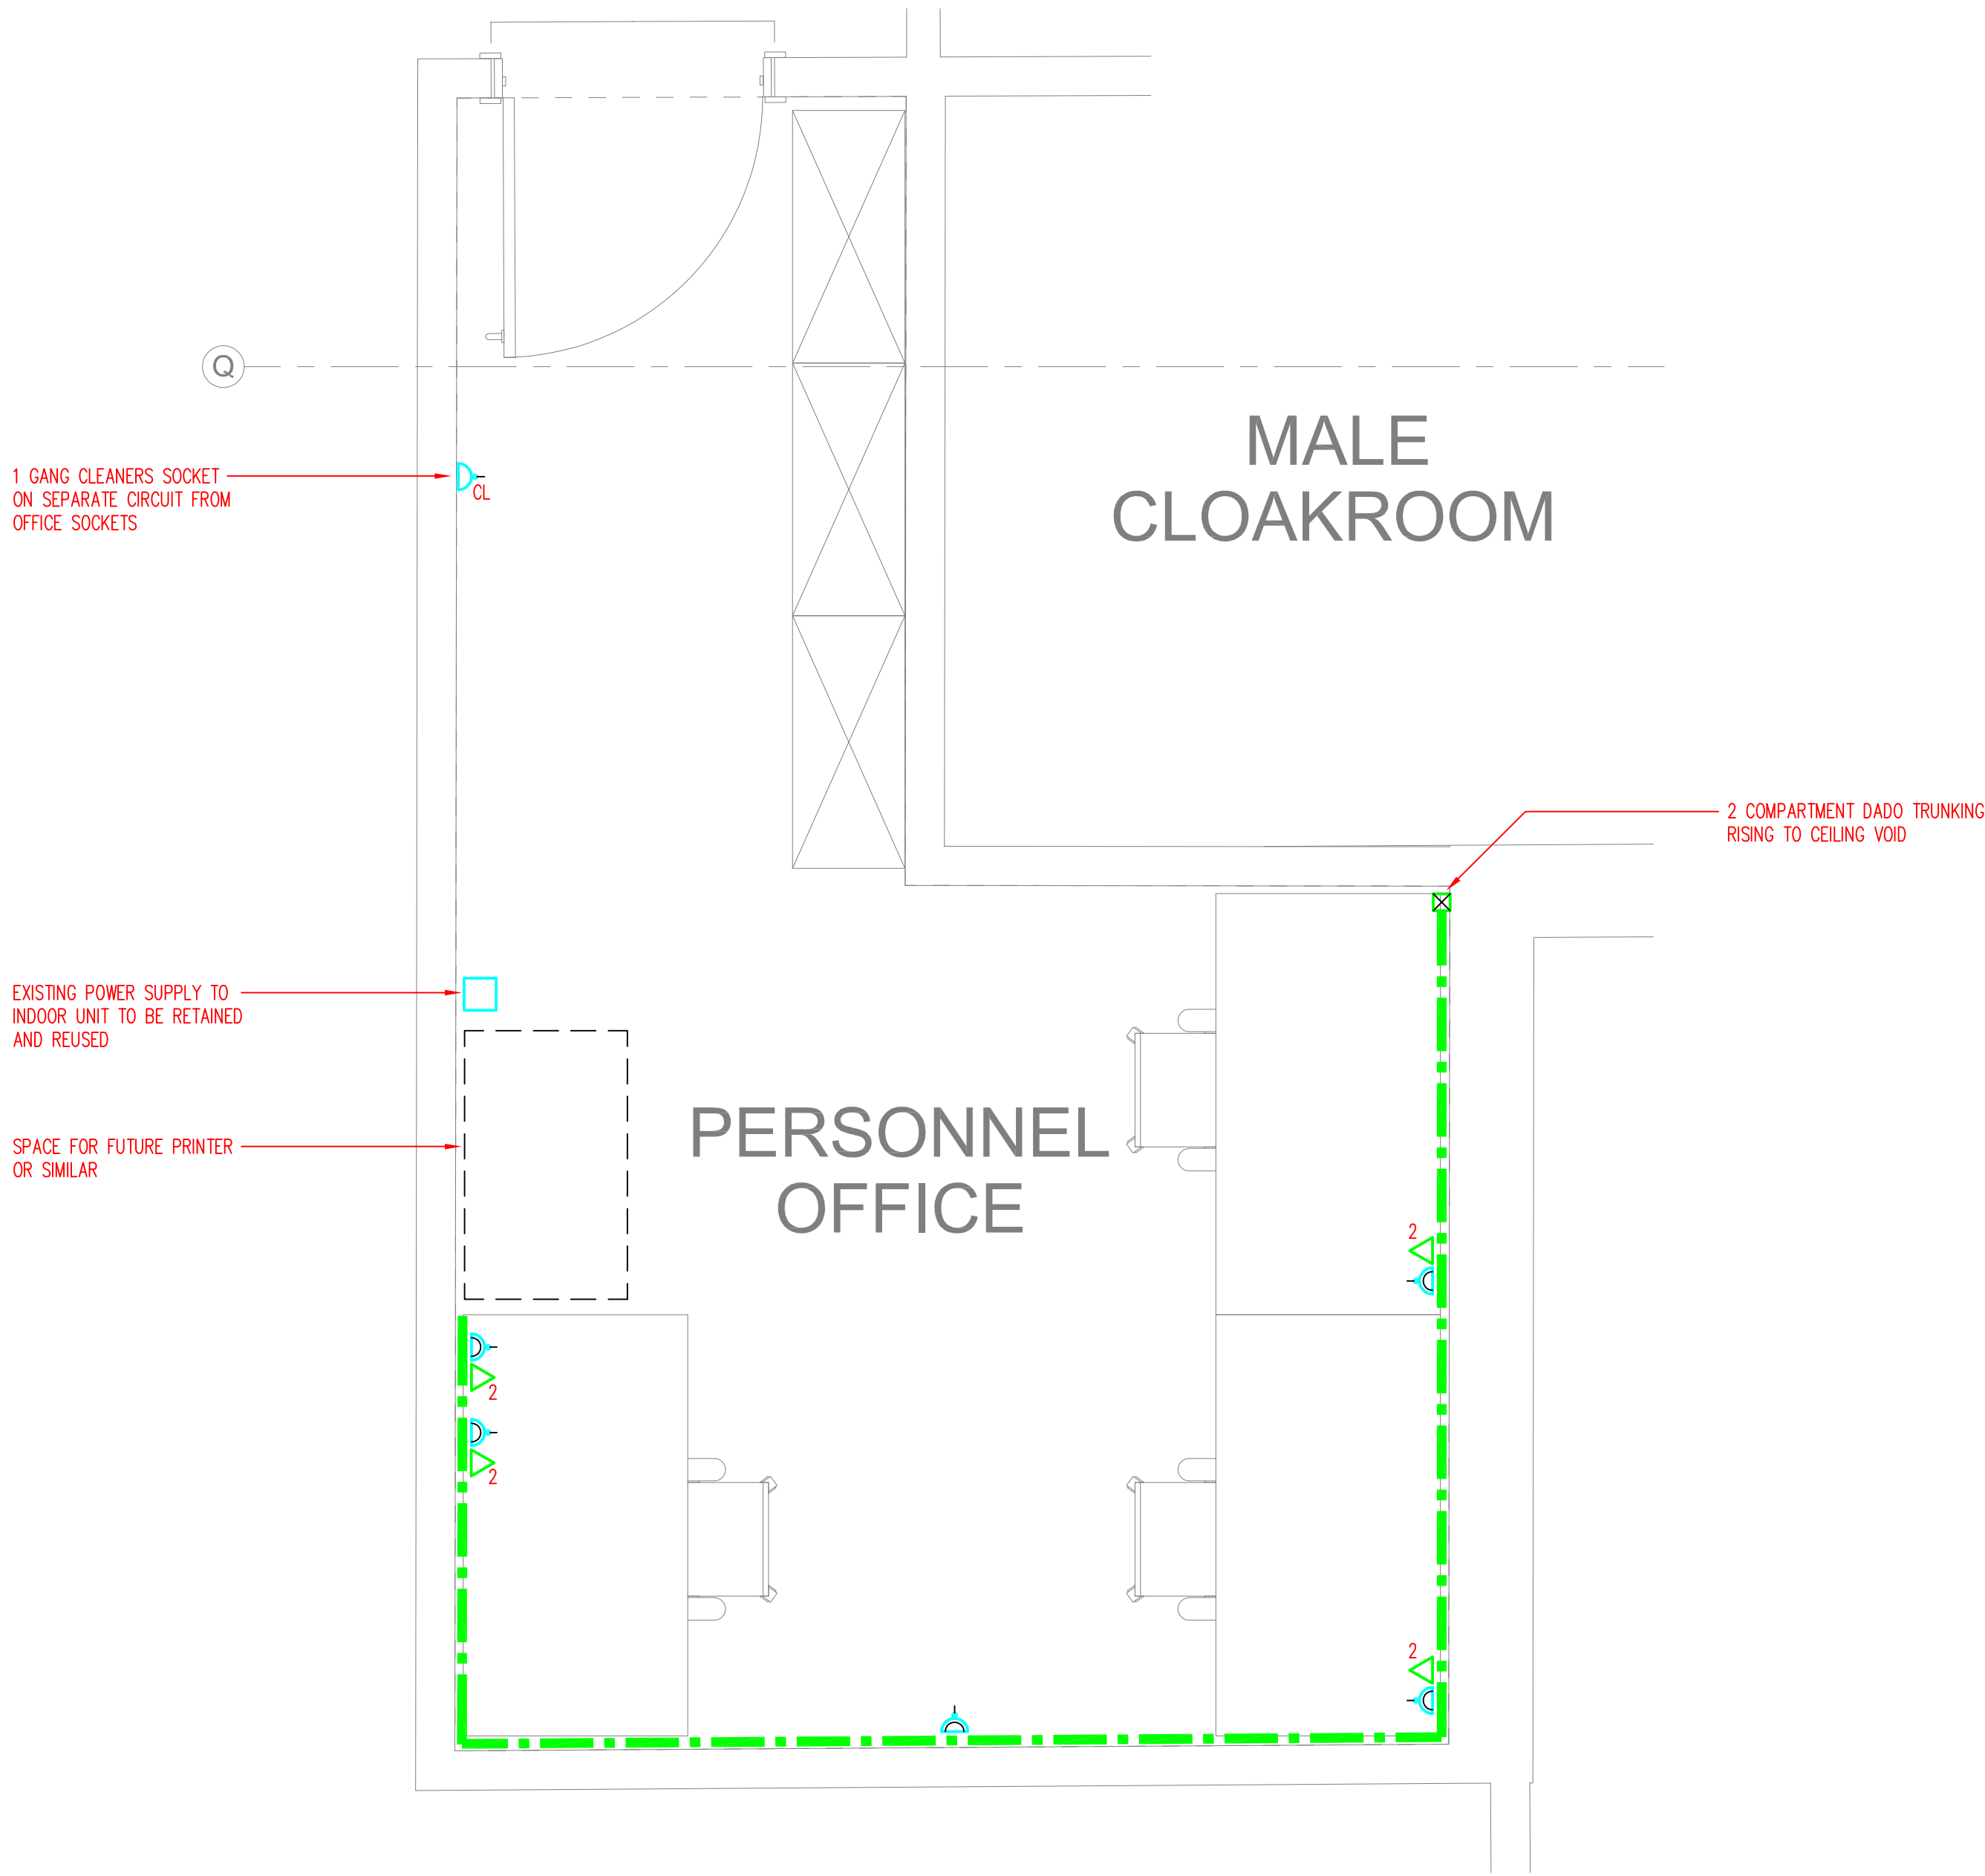 Q
MALE
CLOAKROOM
1 GANG CLEANERS SOCKET
ON SEPARATE CIRCUIT FROM
OFFICE SOCKETS
CL
2 COMPARTMENT DADO TRUNKING
RISING TO CEILING VOID
EXISTING POWER SUPPLY TO
INDOOR UNIT TO BE RETAINED
AND REUSED
PERSONNEL
OFFICE
SPACE FOR FUTURE PRINTER
OR SIMILAR
2
2
2
2